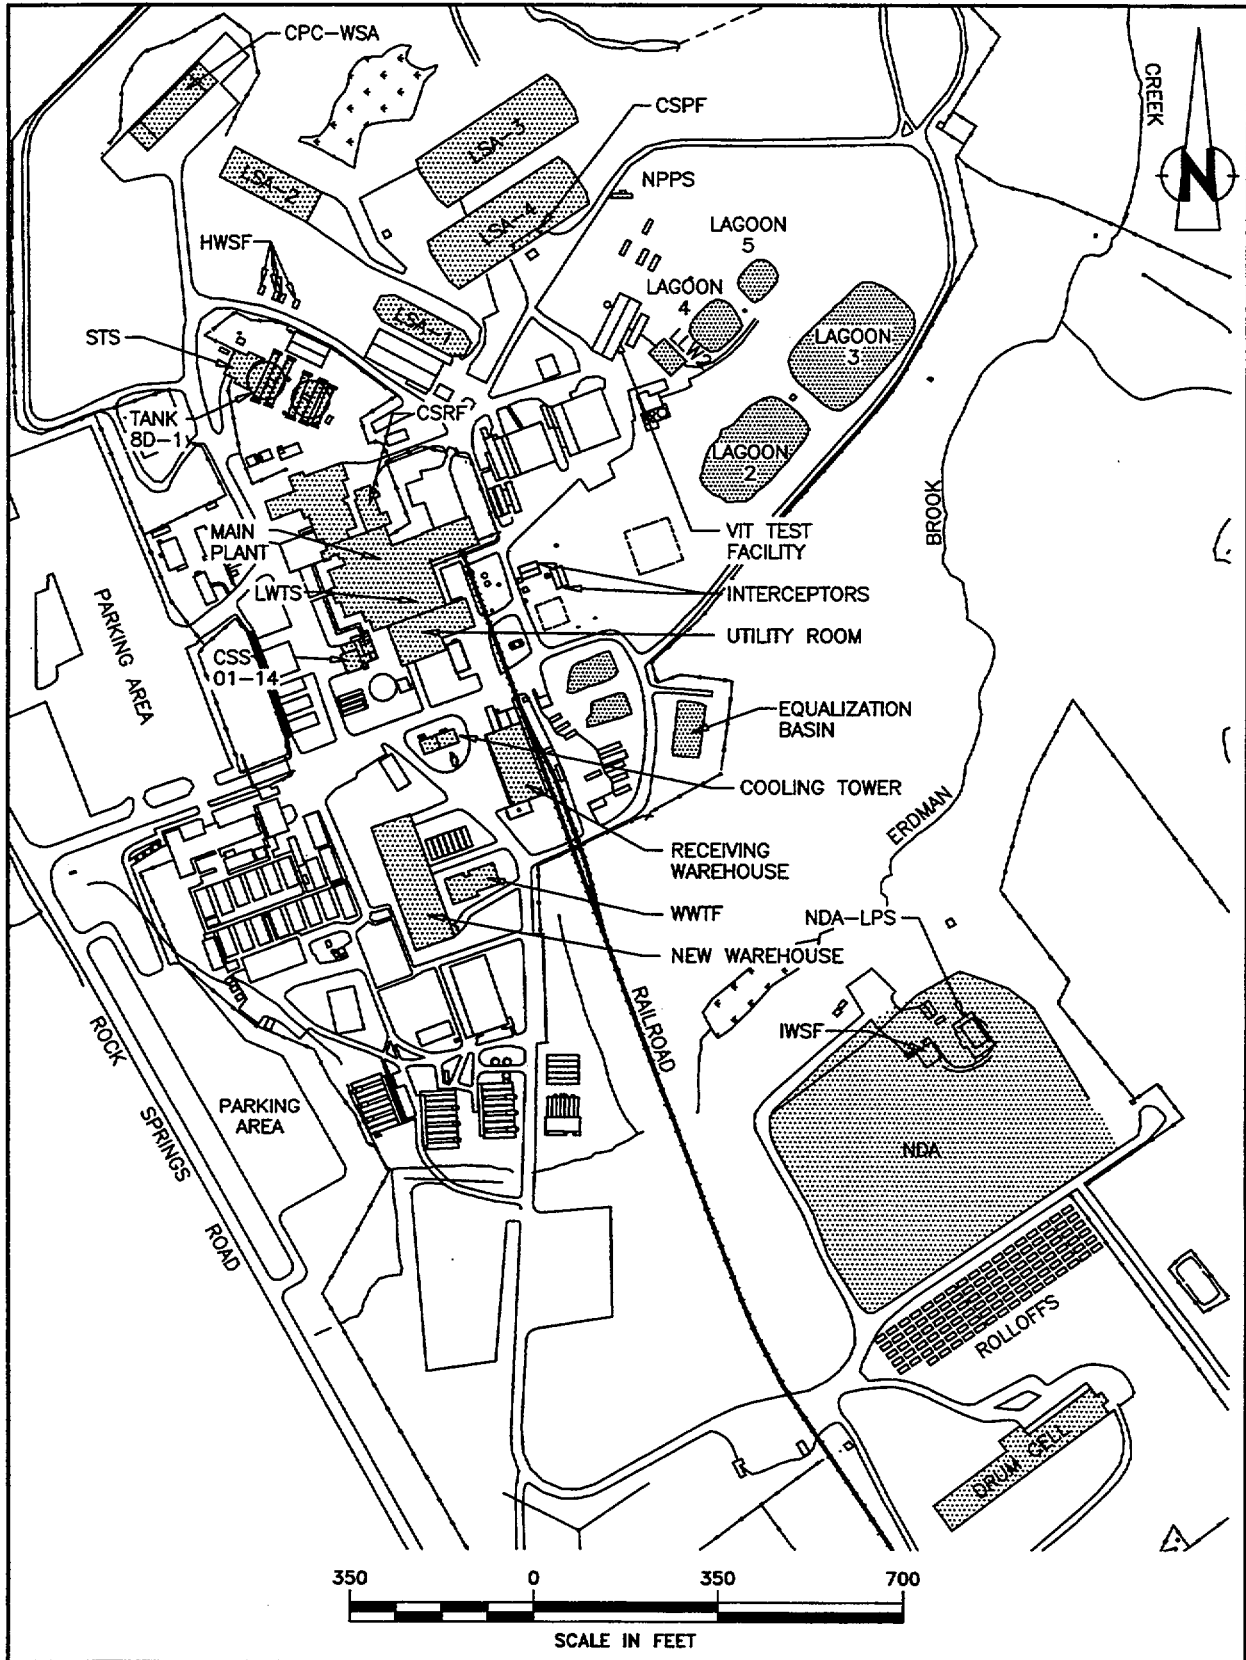 CPC-WSA
CREEK
CSPF
LSA-3
N
LSA-2
NPPS
LSA-4
LAGOON
5
HWSF
LAGOON
4
LSA-1
STS
LAGOON
3
LW2
TANK
8D-1
CSRF
LAGOON
2
BROOK
MAIN
PLANT
VIT TEST
FACILITY
LWTS
INTERCEPTORS
PARKING AREA
UTILITY ROOM
CSS
01-14
EQUALIZATION
BASIN
COOLING TOWER
ERDMAN
RECEIVING
WAREHOUSE
WWTF
NDA-LPS
NEW WAREHOUSE
RAILROAD
IWSF
ROCK
SPRINGS
ROAD
PARKING
AREA
NDA
ROLLOFFS
DRUM CELL
350 0 350 700
SCALE IN FEET